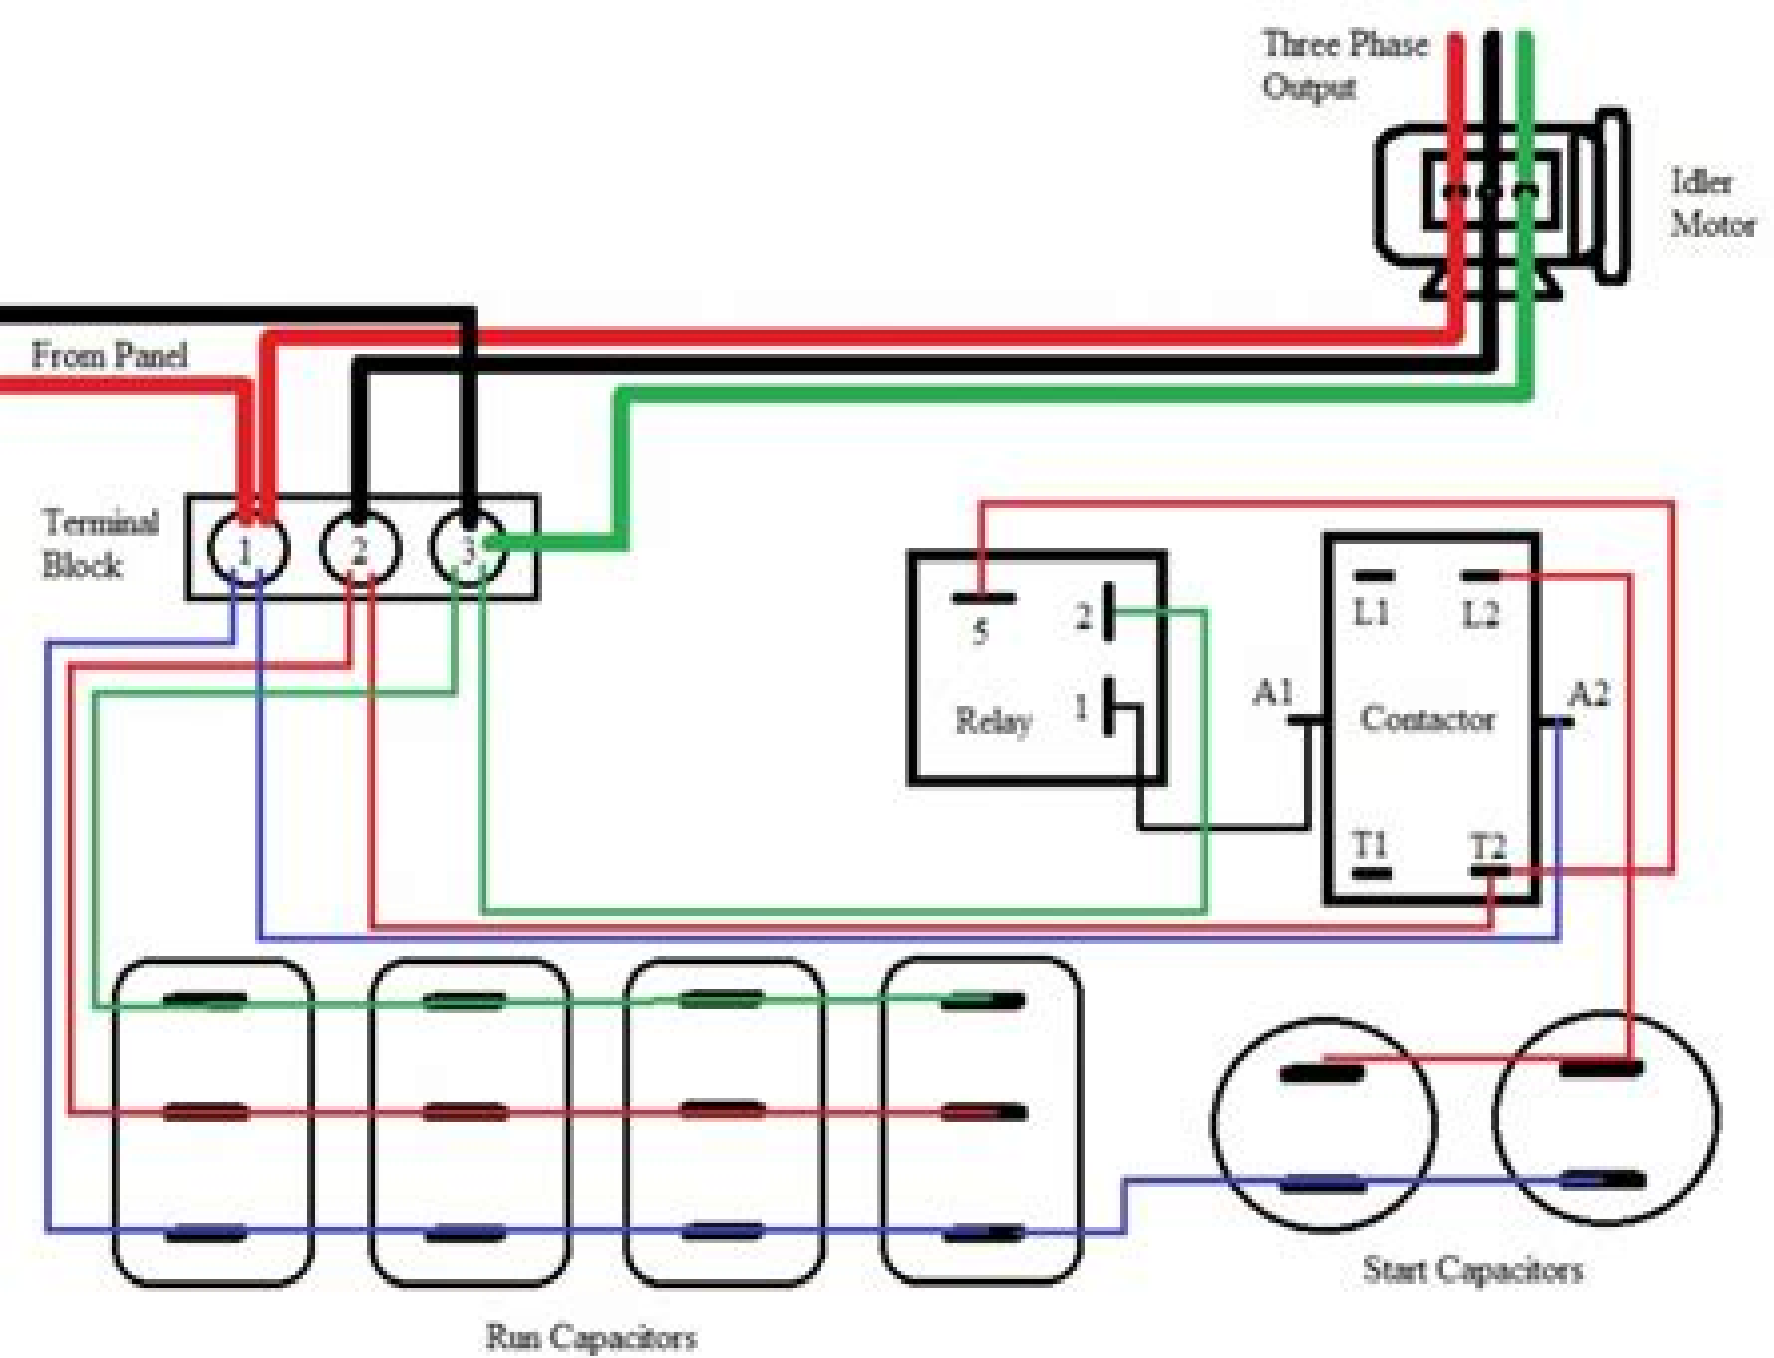 Three Phase
Output
Idler
Motor
From Panel
Terminal
Block
1
2
3
5
2
1
Relay
L1
L2
A1
A2
Contactor
T1
T2
Start Capacitors
Run Capacitors